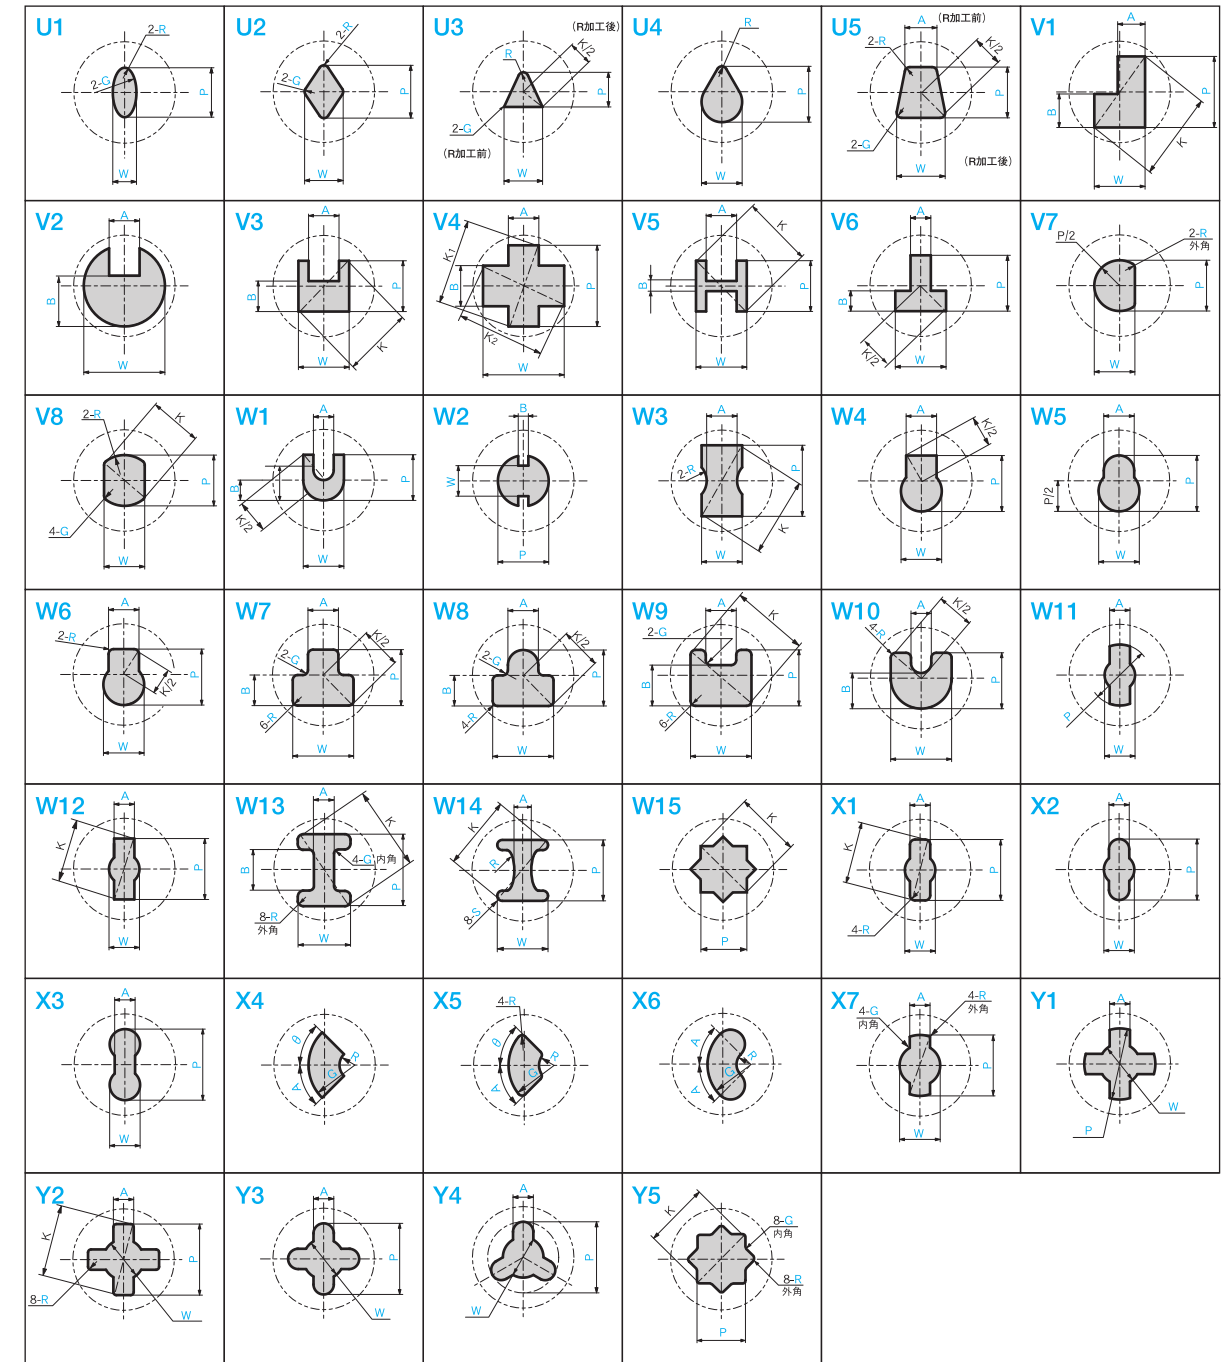 U1
2-R
2-G
P
W
U2
2-R
2-G
P
W
U3
(R加工後)
R
K/2
P
2-G
(R加工前)
W
U4
R
P
W
U5
(R加工前)
A
2-R
K/2
P
2-G
(R加工後)
W
V1
A
P
B
K
W
V2
A
B
W
V3
A
B
P
K
W
V4
A
K1
B
P
K2
W
V5
A
K
B
P
W
V6
A
B
P
K/2
W
V7
P/2
2-R
外角
P
W
V8
2-R
K
P
4-G
W
W1
A
B
P
K/2
W
W2
B
W
P
W3
A
2-R
P
K
W
W4
A
K/2
P
W
W5
A
P/2
P
W
W6
A
2-R
P
K/2
W
W7
A
2-G
K/2
B
P
6-R
W
W8
A
2-G
K/2
B
P
4-R
W
W9
A
K
2-G
B
P
6-R
W
W10
A
K/2
4-R
B
P
W
W11
A
P
W
W12
A
K
P
W
W13
A
K
4-G 内角
B
P
8-R
外角
W
W14
A
K
R
P
8-S
W
W15
K
P
X1
A
K
P
4-R
W
X2
A
P
W
X3
A
P
W
X4
θ
R
G
A
X5
4-R
θ
R
G
A
X6
A
R
G
A
X7
A
4-G
内角
4-R
外角
P
W
Y1
A
W
P
Y2
A
K
P
8-R
W
Y3
A
P
W
Y4
A
P
W
Y5
K
8-G
内角
8-R
外角
P